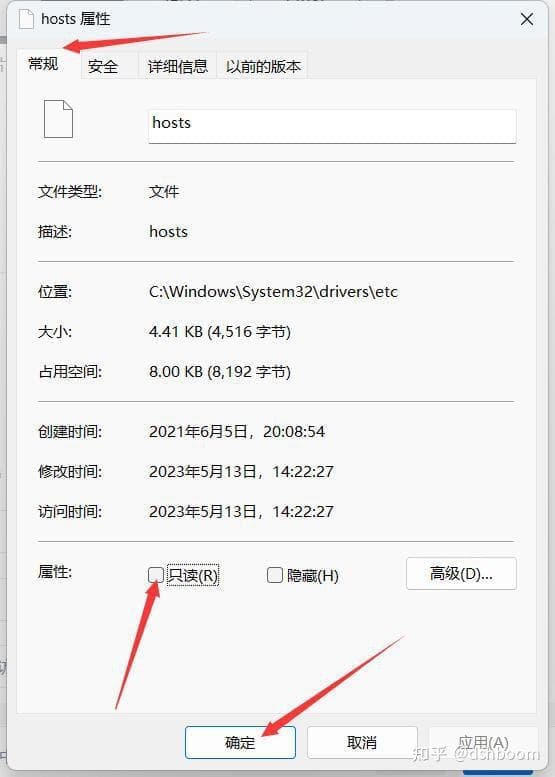 hosts 属性
常规 安全 详细信息 以前的版本
hosts
文件类型: 文件
描述: hosts
位置: C:\Windows\System32\drivers\etc
大小: 4.41 KB (4,516 字节)
占用空间: 8.00 KB (8,192 字节)
创建时间: 2021年6月5日，20:08:54
修改时间: 2023年5月13日，14:22:27
访问时间: 2023年5月13日，14:22:27
属性: 只读(R) 隐藏(H) 高级(D)...
确定 取消 应用(A)
知乎 @dshboom